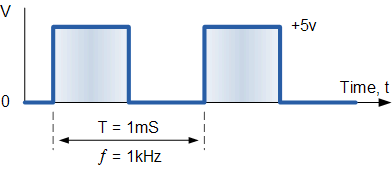 V
+5v
Time, t
0
T = 1mS
ƒ = 1kHz